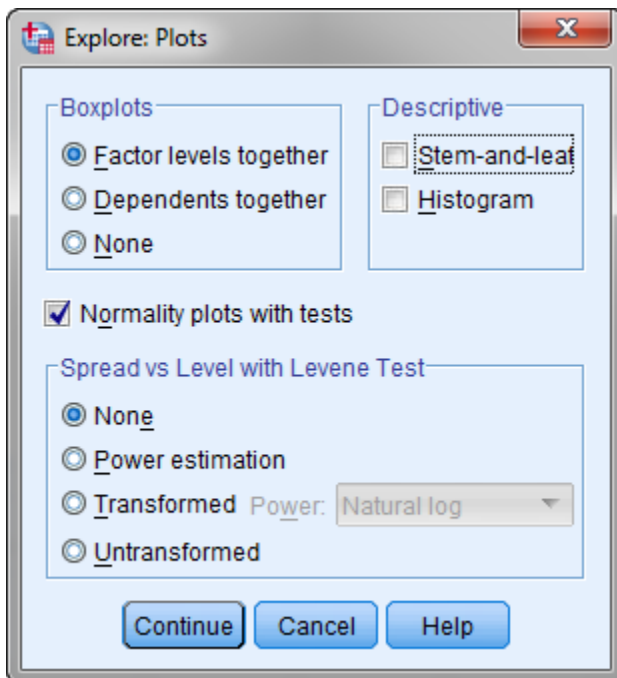 Explore: Plots
Boxplots
Factor levels together
Dependents together
None
Descriptive
Stem-and-leaf
Histogram
Normality plots with tests
Spread vs Level with Levene Test
None
Power estimation
Transformed Power: Natural log
Untransformed
Continue Cancel Help